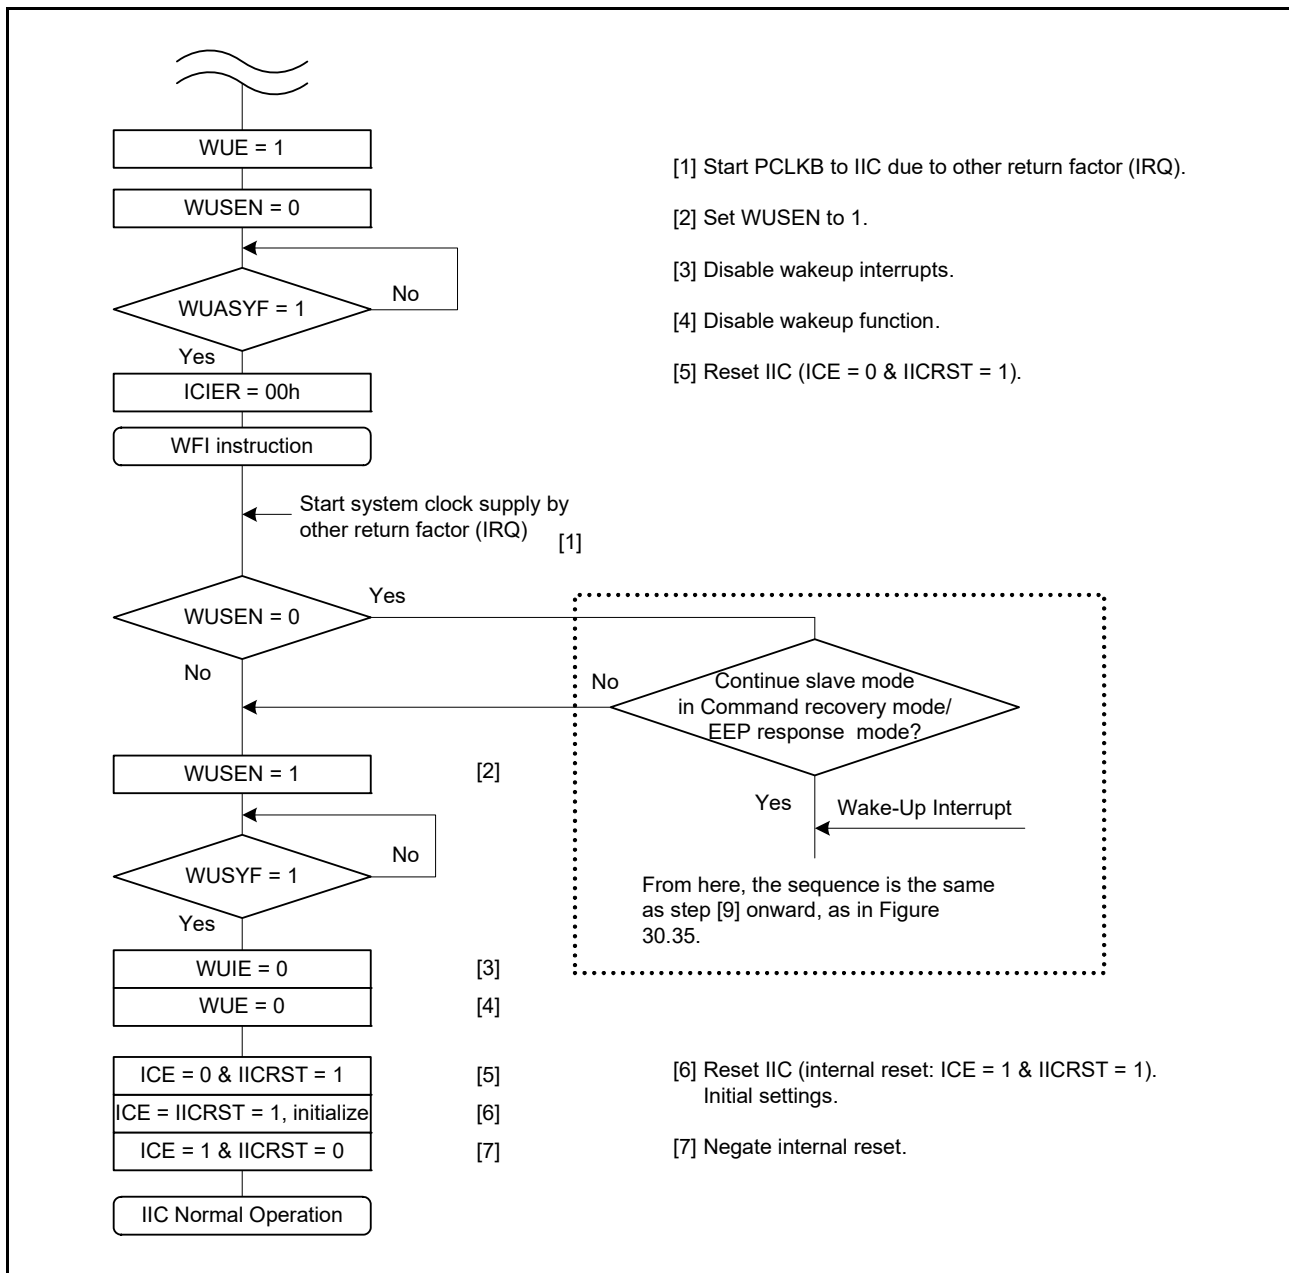 WUE = 1
[1] Start PCLKB to IIC due to other return factor (IRQ).
WUSEN = 0
[2] Set WUSEN to 1.
[3] Disable wakeup interrupts.
WUASYF = 1
No
[4] Disable wakeup function.
Yes
[5] Reset IIC (ICE = 0 & IICRST = 1).
ICIER = 00h
WFI instruction
Start system clock supply by
other return factor (IRQ)
[1]
WUSEN = 0
Yes
No
No
Continue slave mode
in Command recovery mode/
EEP response  mode?
WUSEN = 1
[2]
Yes
Wake-Up Interrupt
WUSYF = 1
No
Yes
From here, the sequence is the same
as step [9] onward, as in Figure
30.35.
WUIE = 0
[3]
WUE = 0
[4]
ICE = 0 & IICRST = 1
[5]
[6] Reset IIC (internal reset: ICE = 1 & IICRST = 1).
Initial settings.
ICE = IICRST = 1, initialize
[6]
ICE = 1 & IICRST = 0
[7]
[7] Negate internal reset.
IIC Normal Operation